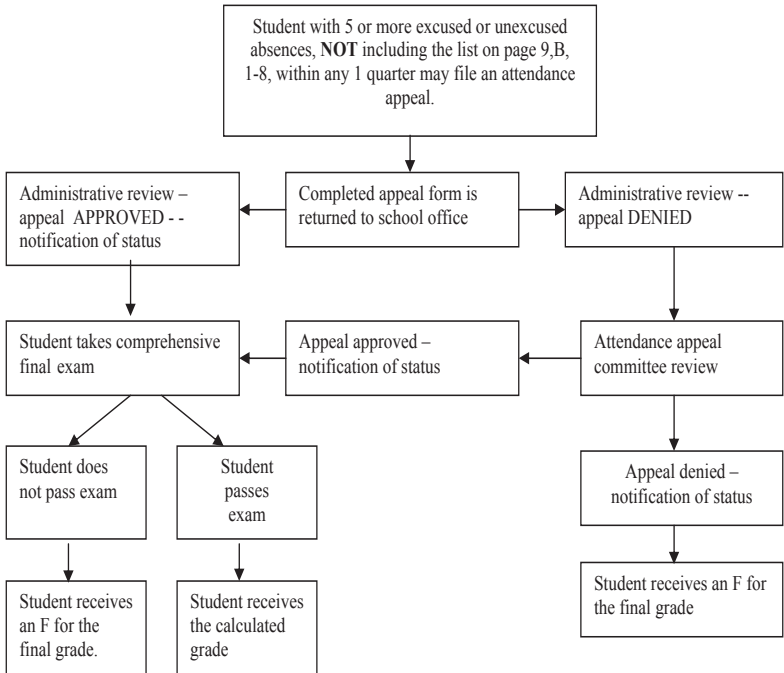 Student with 5 or more excused or unexcused
absences, NOT including the list on page 9,B,
1-8, within any 1 quarter may file an attendance
appeal.
Administrative review –
appeal APPROVED - -
notification of status
Completed appeal form is
returned to school office
Administrative review --
appeal DENIED
Student takes comprehensive
final exam
Appeal approved –
notification of status
Attendance appeal
committee review
Student does
not pass exam
Student
passes
exam
Appeal denied –
notification of status
Student receives
an F for the
final grade.
Student receives
the calculated
grade
Student receives an F for
the final grade